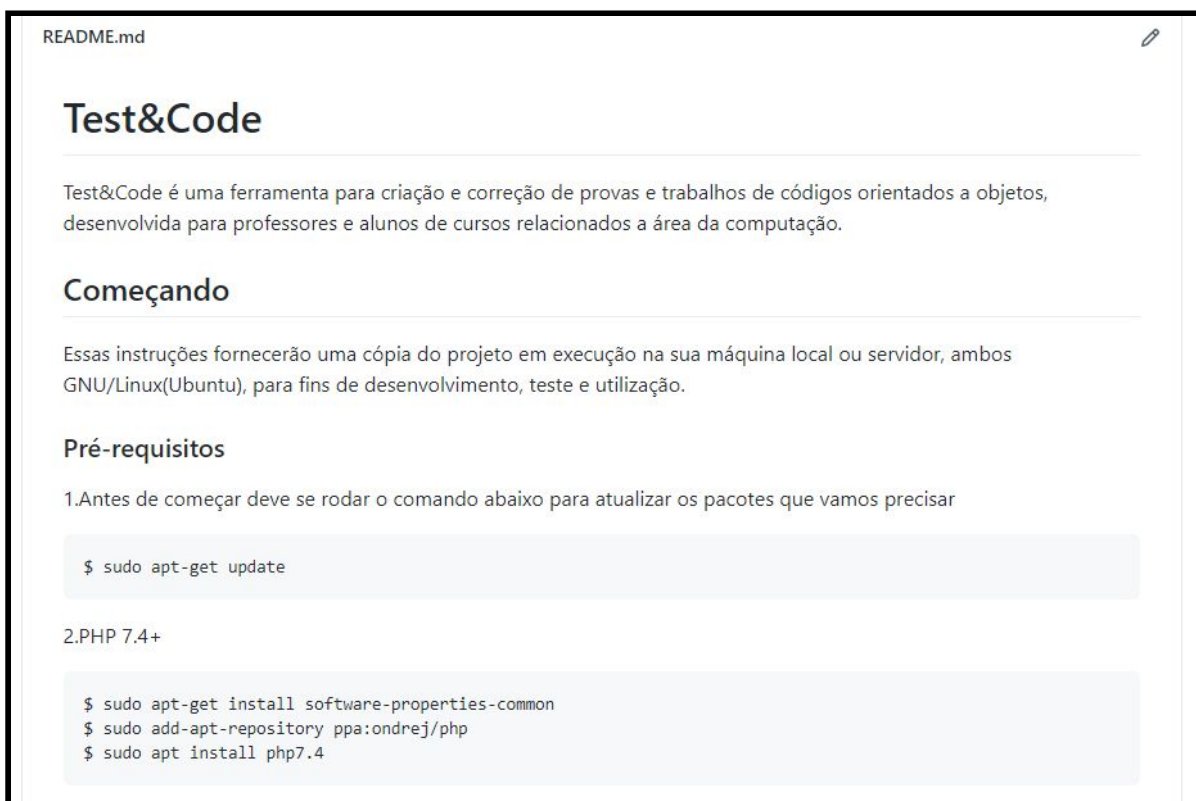 README.md
Test&Code
Test&Code é uma ferramenta para criação e correção de provas e trabalhos de códigos orientados a objetos,
desenvolvida para professores e alunos de cursos relacionados a área da computação.
Começando
Essas instruções fornecerão uma cópia do projeto em execução na sua máquina local ou servidor, ambos
GNU/Linux(Ubuntu), para fins de desenvolvimento, teste e utilização.
Pré-requisitos
1.Antes de começar deve se rodar o comando abaixo para atualizar os pacotes que vamos precisar
$ sudo apt-get update
2.PHP 7.4+
$ sudo apt-get install software-properties-common
$ sudo add-apt-repository ppa:ondrej/php
$ sudo apt install php7.4